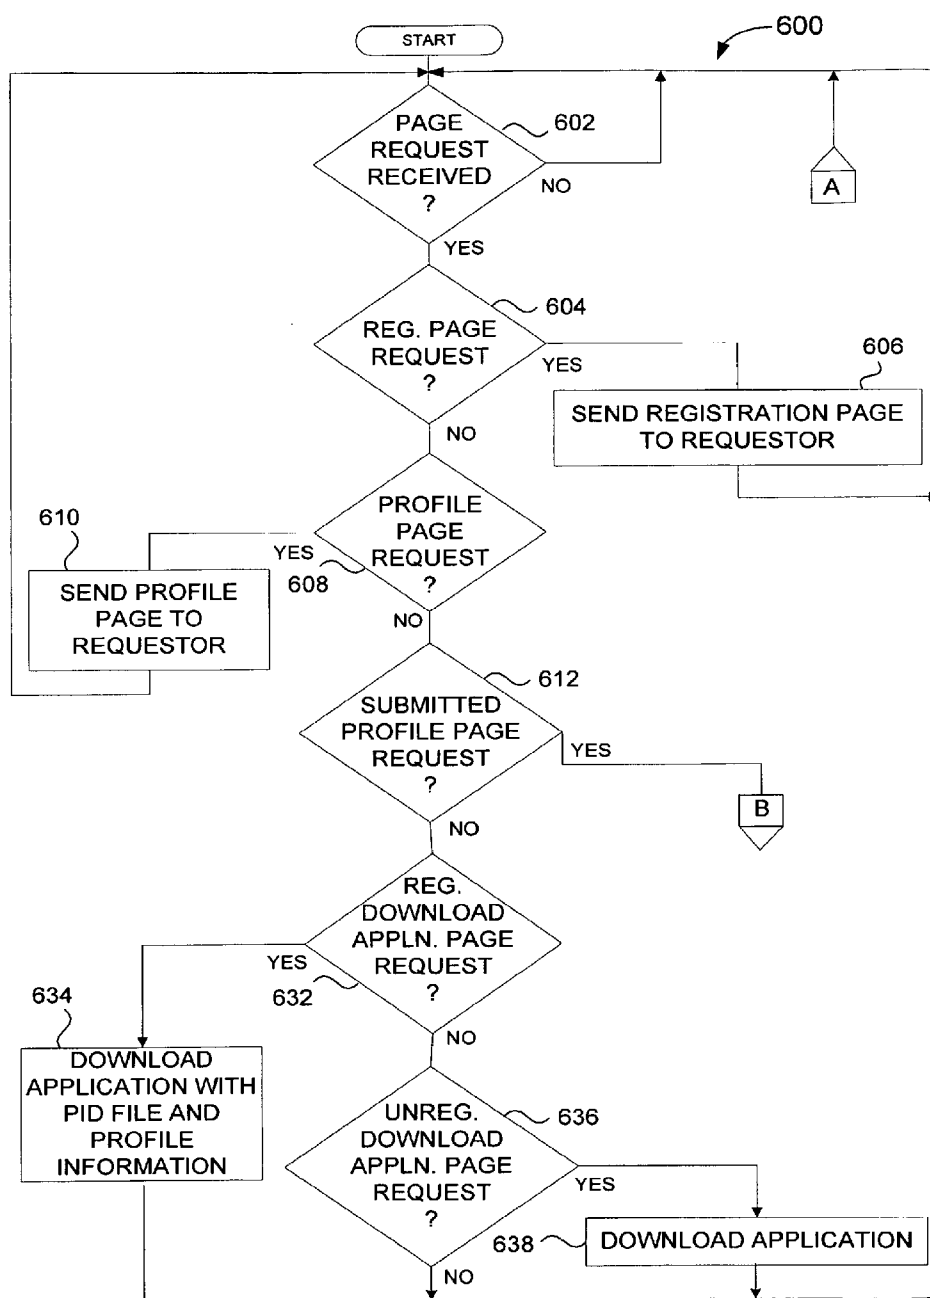 START
600
PAGE
REQUEST
RECEIVED
?
602
NO
A
YES
REG. PAGE
REQUEST
?
604
YES
606
SEND REGISTRATION PAGE
TO REQUESTOR
NO
PROFILE
PAGE
REQUEST
?
608
YES
610
SEND PROFILE
PAGE TO
REQUESTOR
NO
SUBMITTED
PROFILE PAGE
REQUEST
?
612
YES
B
NO
REG.
DOWNLOAD
APPLN. PAGE
REQUEST
?
632
YES
634
DOWNLOAD
APPLICATION WITH
PID FILE AND
PROFILE
INFORMATION
NO
UNREG.
DOWNLOAD
APPLN. PAGE
REQUEST
?
636
YES
638
DOWNLOAD APPLICATION
NO